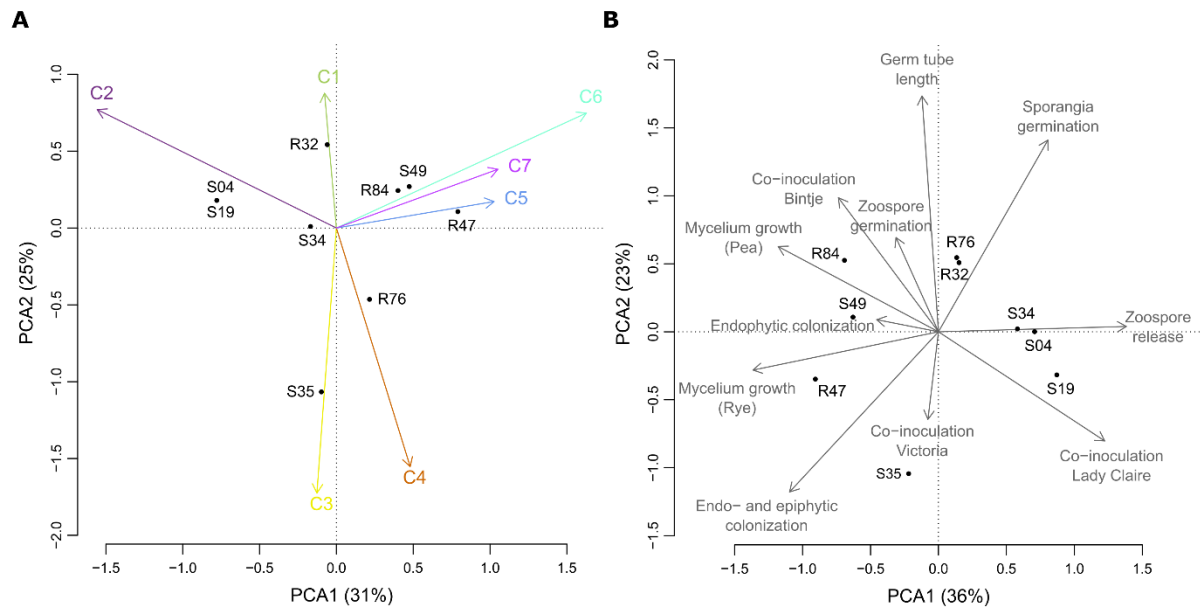 A
C2
C1
C6
R32
S49
C7
R84
S04
S19
C5
R47
S34
R76
S35
C4
C3
1.0
0.5
0.0
−0.5
−1.0
−1.5
−2.0
PCA2 (25%)
−1.5
−1.0
−0.5
0.0
0.5
1.0
1.5
PCA1 (31%)
B
Germ tube
length
Sporangia
germination
Co−inoculation
Bintje
Zoospore
germination
Mycelium growth
(Pea)
R84
R76
R32
S49
Endophytic colonization
S34
S04
Zoospore
release
S19
Mycelium growth
(Rye)
R47
Co−inoculation
Victoria
Co−inoculation
Lady Claire
S35
Endo− and epiphytic
colonization
2.0
1.5
1.0
0.5
0.0
−0.5
−1.0
−1.5
PCA2 (23%)
−1.5
−1.0
−0.5
0.0
0.5
1.0
1.5
PCA1 (36%)